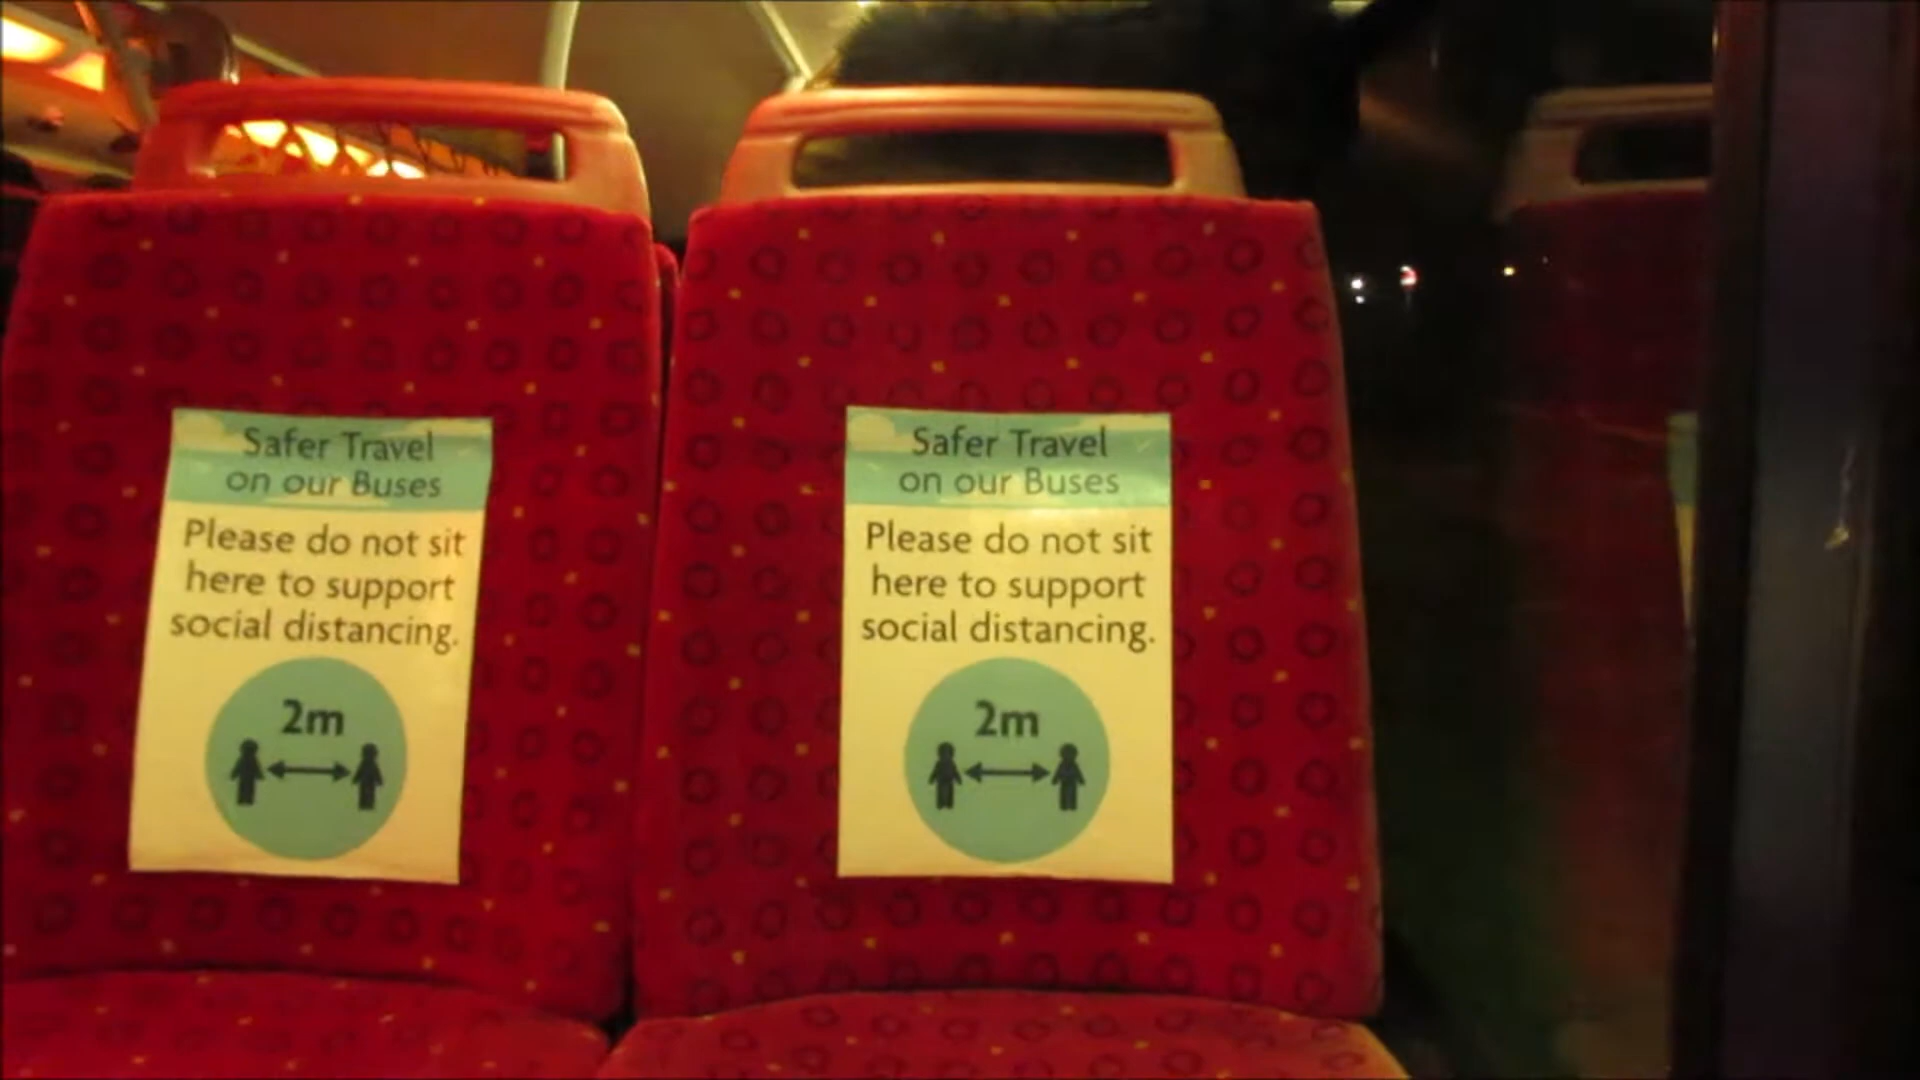 Safer Travel
on our Buses
Please do not sit
here to support
social distancing.
2m
Safer Travel
on our Buses
Please do not sit
here to support
social distancing.
2m